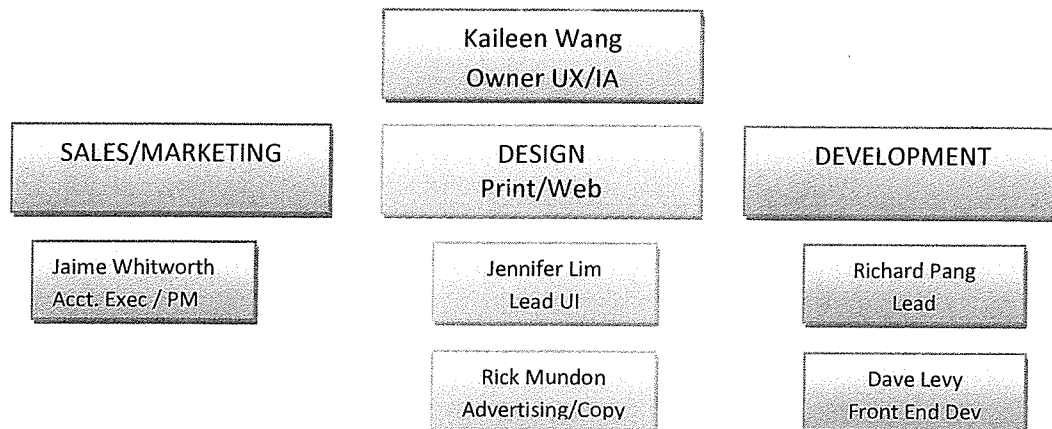 Kaileen Wang
Owner UX/IA
SALES/MARKETING
DESIGN
Print/Web
DEVELOPMENT
Jaime Whitworth
Acct. Exec / PM
Jennifer Lim
Lead UI
Richard Pang
Lead
Rick Mundon
Advertising/Copy
Dave Levy
Front End Dev